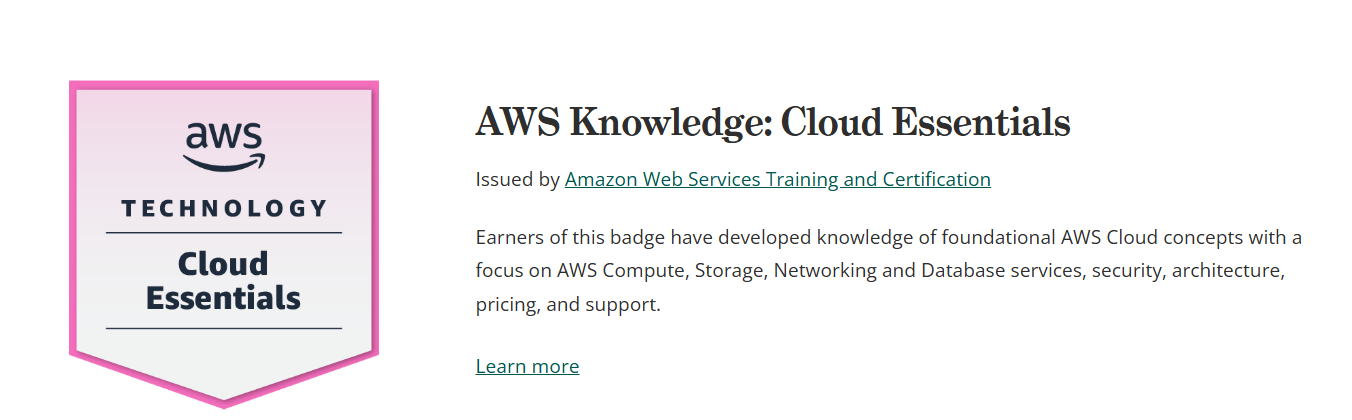 aws
TECHNOLOGY
Cloud
Essentials
AWS Knowledge: Cloud Essentials
Issued by Amazon Web Services Training and Certification
Earners of this badge have developed knowledge of foundational AWS Cloud concepts with a
focus on AWS Compute, Storage, Networking and Database services, security, architecture,
pricing, and support.
Learn more